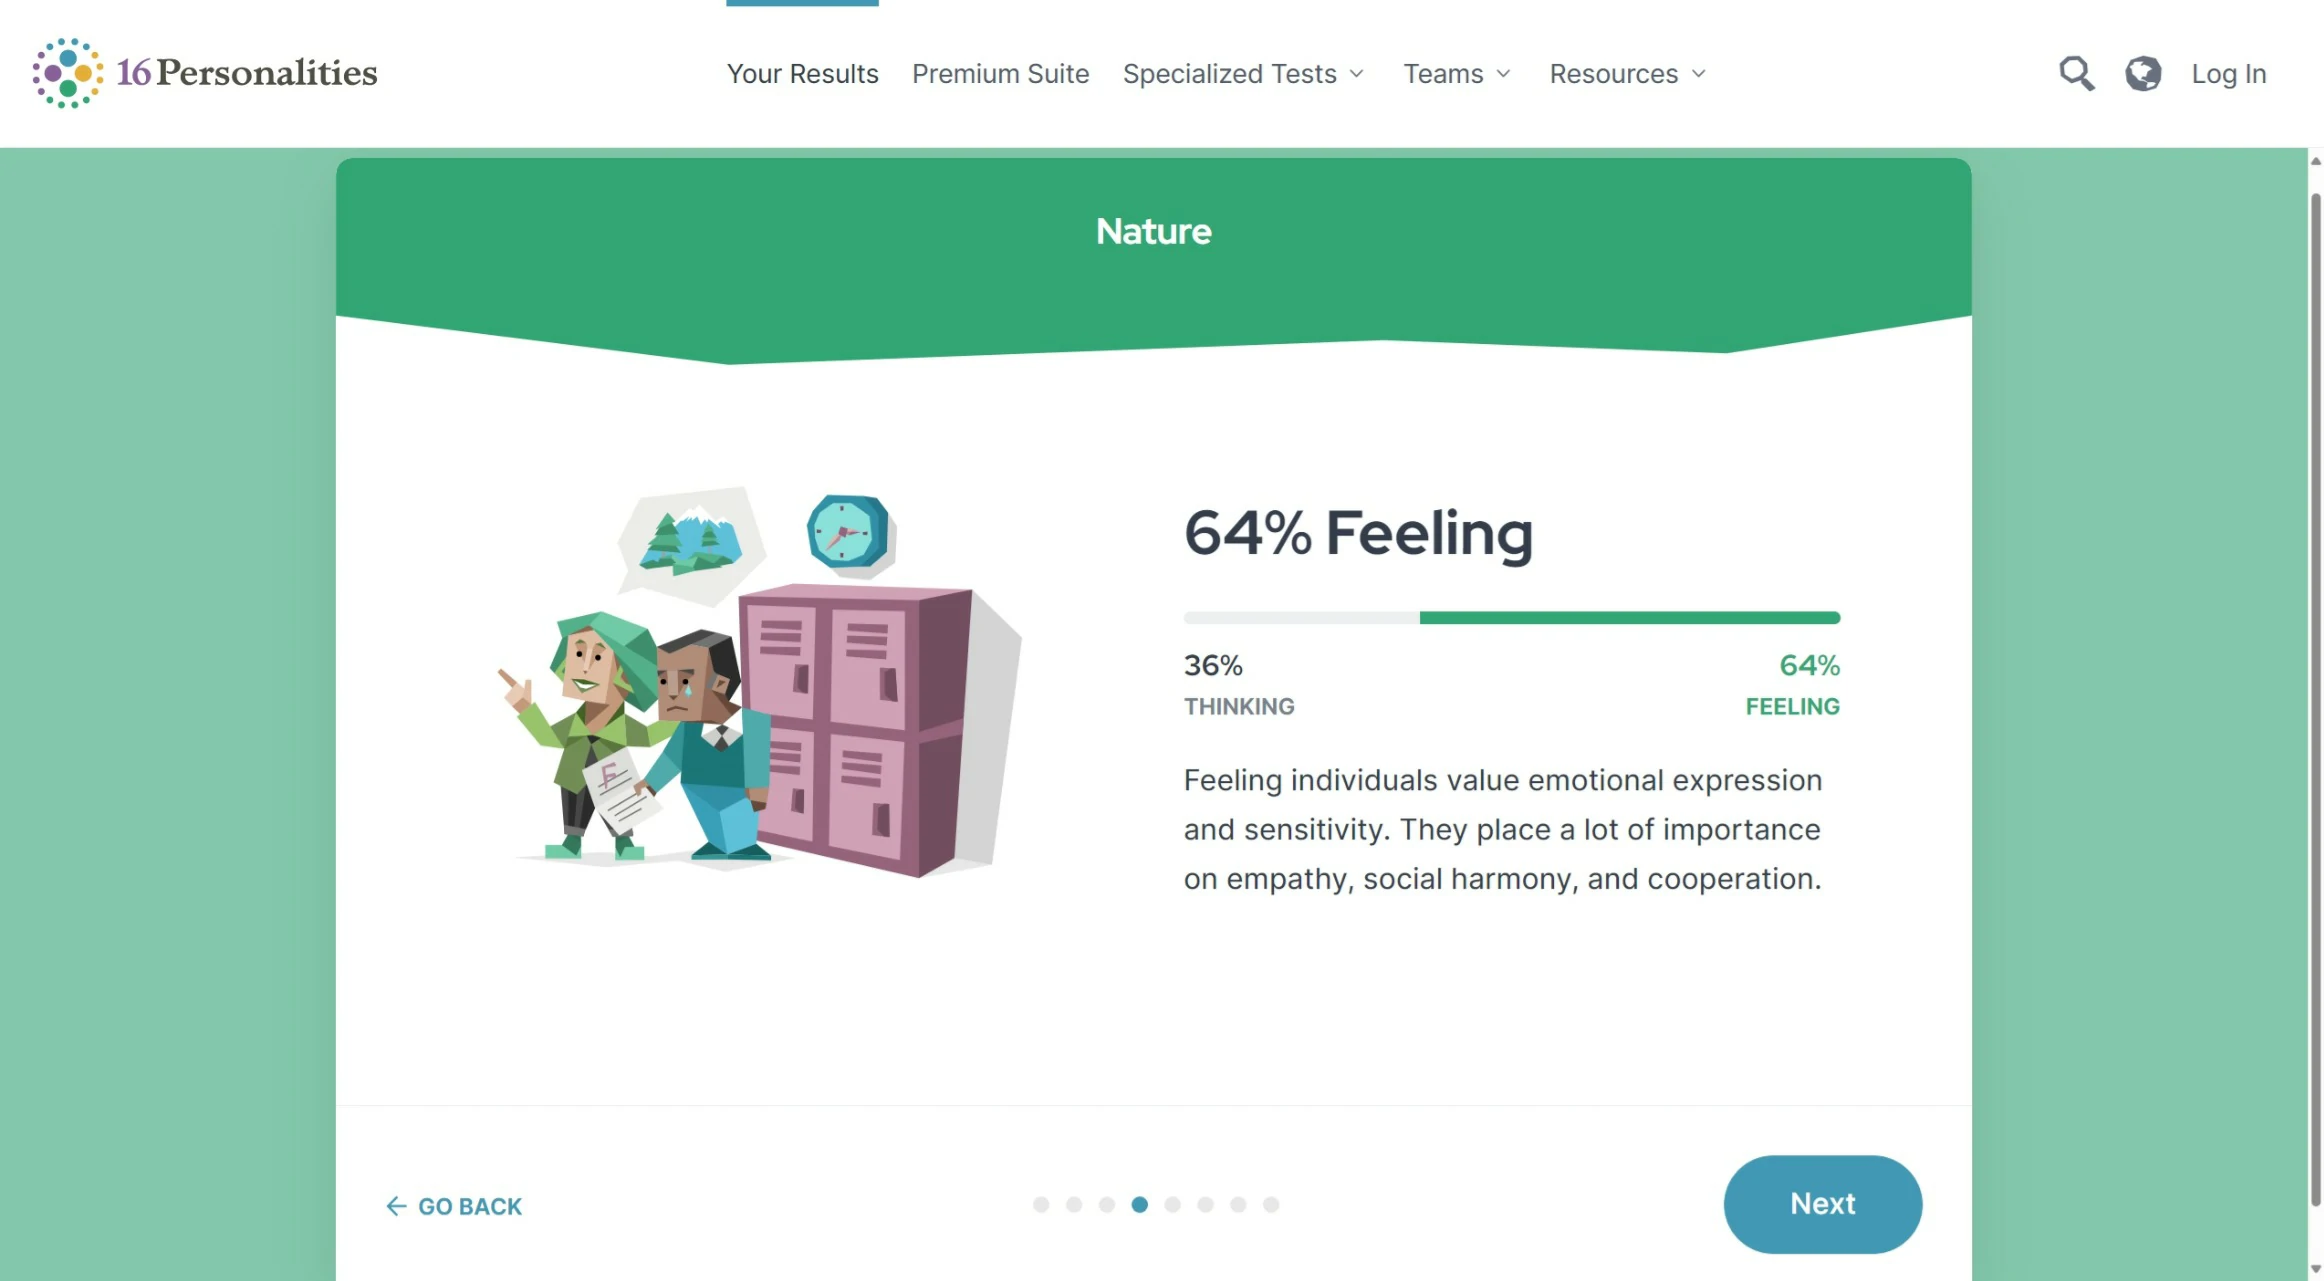 16Personalities
Your Results
Premium Suite
Specialized Tests
Teams
Resources
Log In
Nature
F
64% Feeling
36%
64%
THINKING
FEELING
Feeling individuals value emotional expression
and sensitivity. They place a lot of importance
on empathy, social harmony, and cooperation.
GO BACK
Next